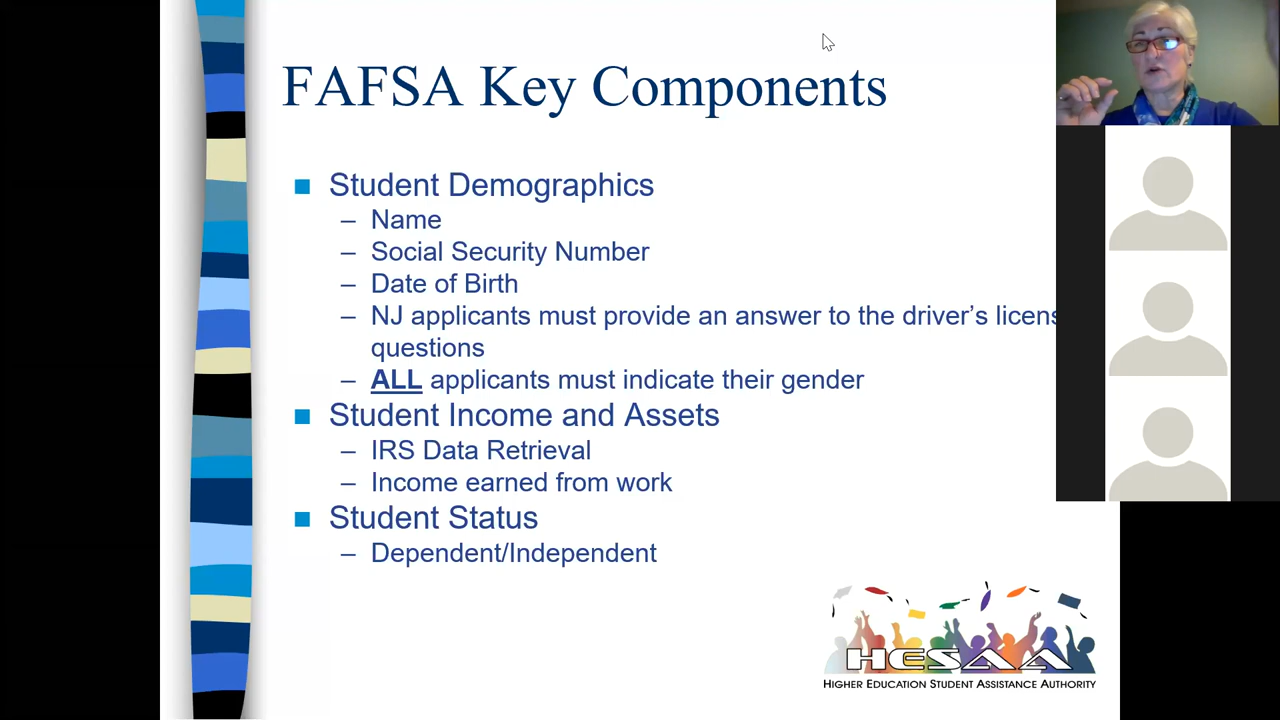 FAFSA Key Components
■ Student Demographics
– Name
– Social Security Number
– Date of Birth
– NJ applicants must provide an answer to the driver's licens
questions
– ALL applicants must indicate their gender
■ Student Income and Assets
– IRS Data Retrieval
– Income earned from work
■ Student Status
– Dependent/Independent
HESAA
HIGHER EDUCATION STUDENT ASSISTANCE AUTHORITY